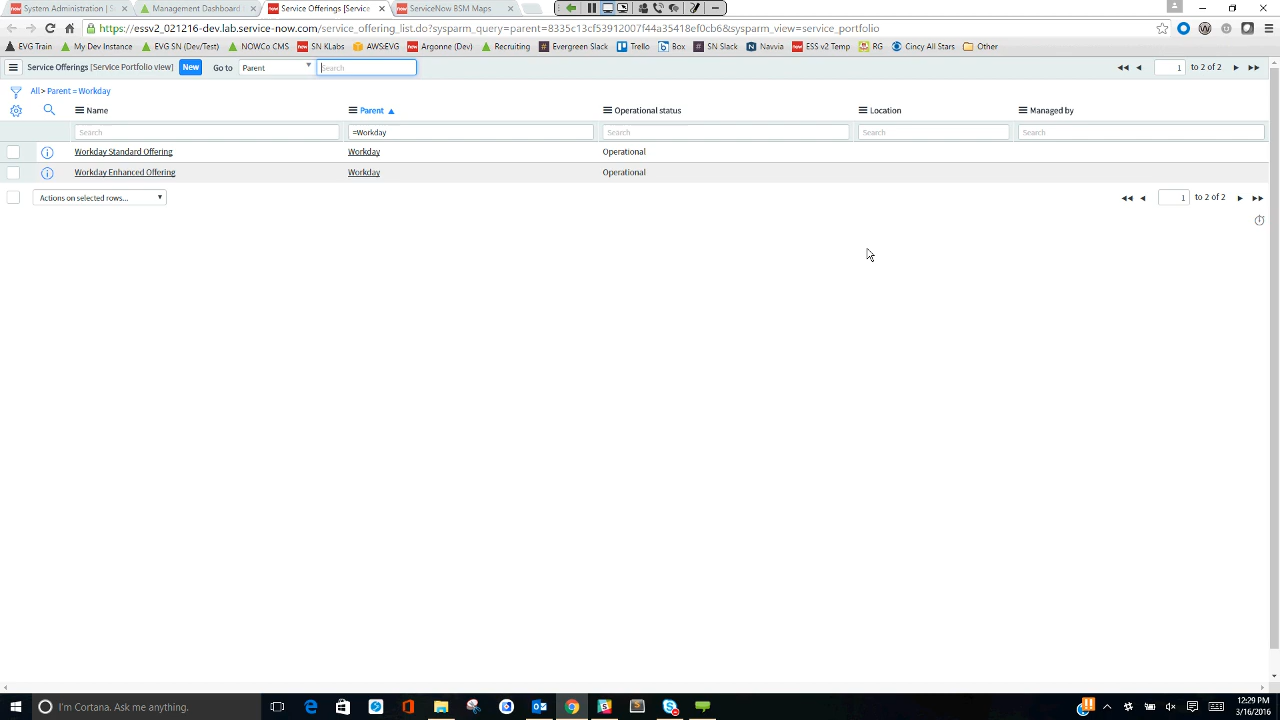 System Administration | S
Management Dashboard
Service Offerings [Service
ServiceNow BSM Maps
https://essv2_021216-dev.lab.service-now.com/service_offering_list.do?sysparm_query=parent=8335c13cf53912007f44a35418ef0cb6&sysparm_view=service_portfolio
EVG Train
My Dev Instance
EVG SN (Dev/Test)
NOWCO CMS
SN KLabs
AWSEVG
Argonne (Dev)
Recruiting
Evergreen Slack
Trello
Box
SN Slack
Navvia
ESS v2 Temp
RG
Cincy All Stars
Other
Service Offerings [Service Portfolio view] New Go to Parent Search 1 to 2 of 2
All > Parent = Workday
Name Parent Operational status Location Managed by
Search =Workday Search Search Search
Workday Standard Offering Workday Operational
Workday Enhanced Offering Workday Operational
Actions on selected rows... 1 to 2 of 2
I'm Cortana. Ask me anything.
12:29 PM
3/16/2016